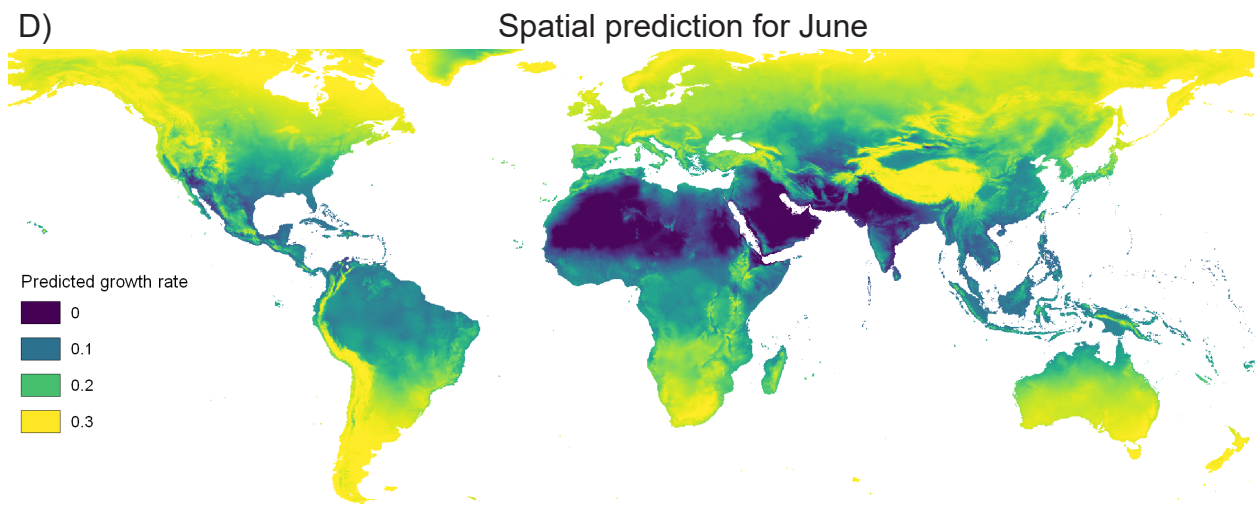 D)
Spatial prediction for June
Predicted growth rate
0
0.1
0.2
0.3